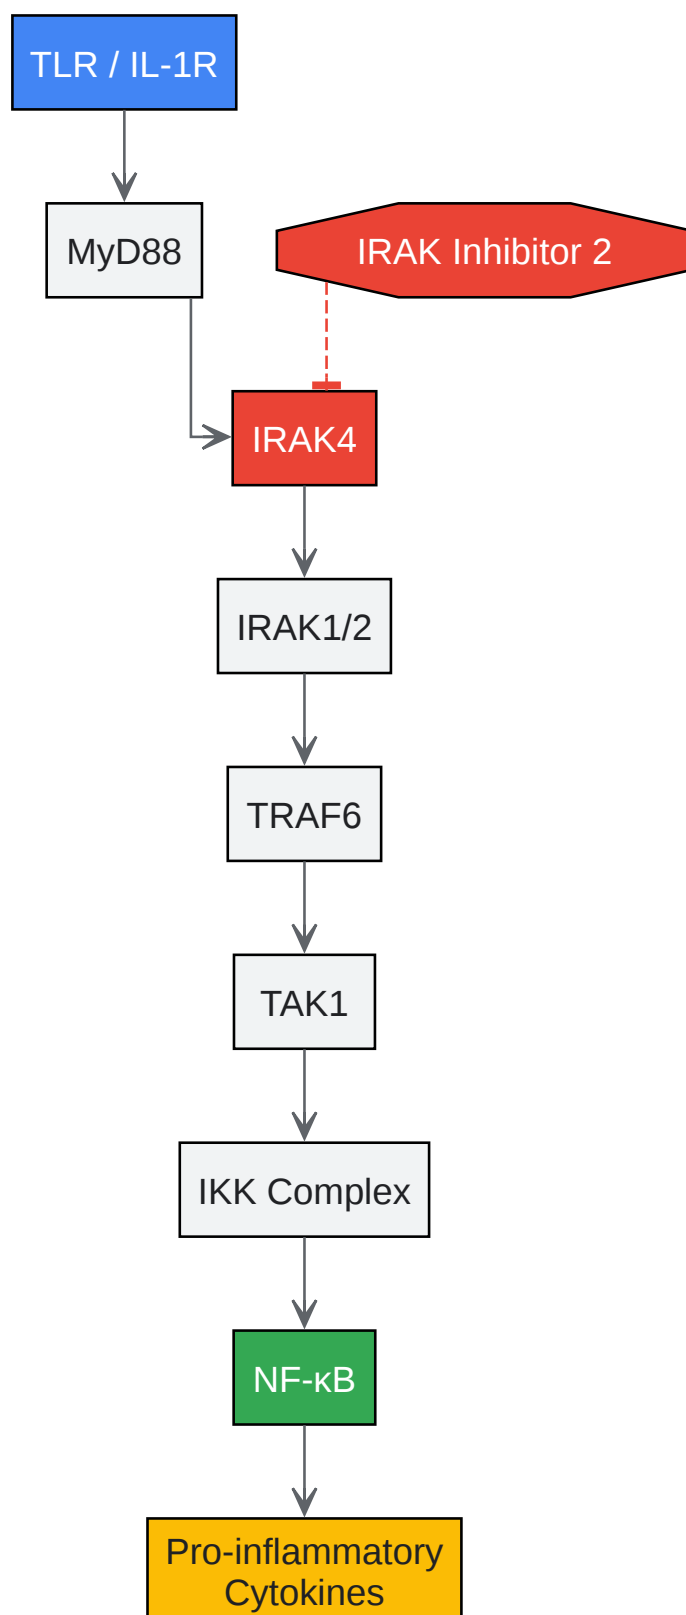 TLR / IL-1R
MyD88
IRAK Inhibitor 2
IRAK4
IRAK1/2
TRAF6
TAK1
IKK Complex
NF-κB
Pro-inflammatory
Cytokines